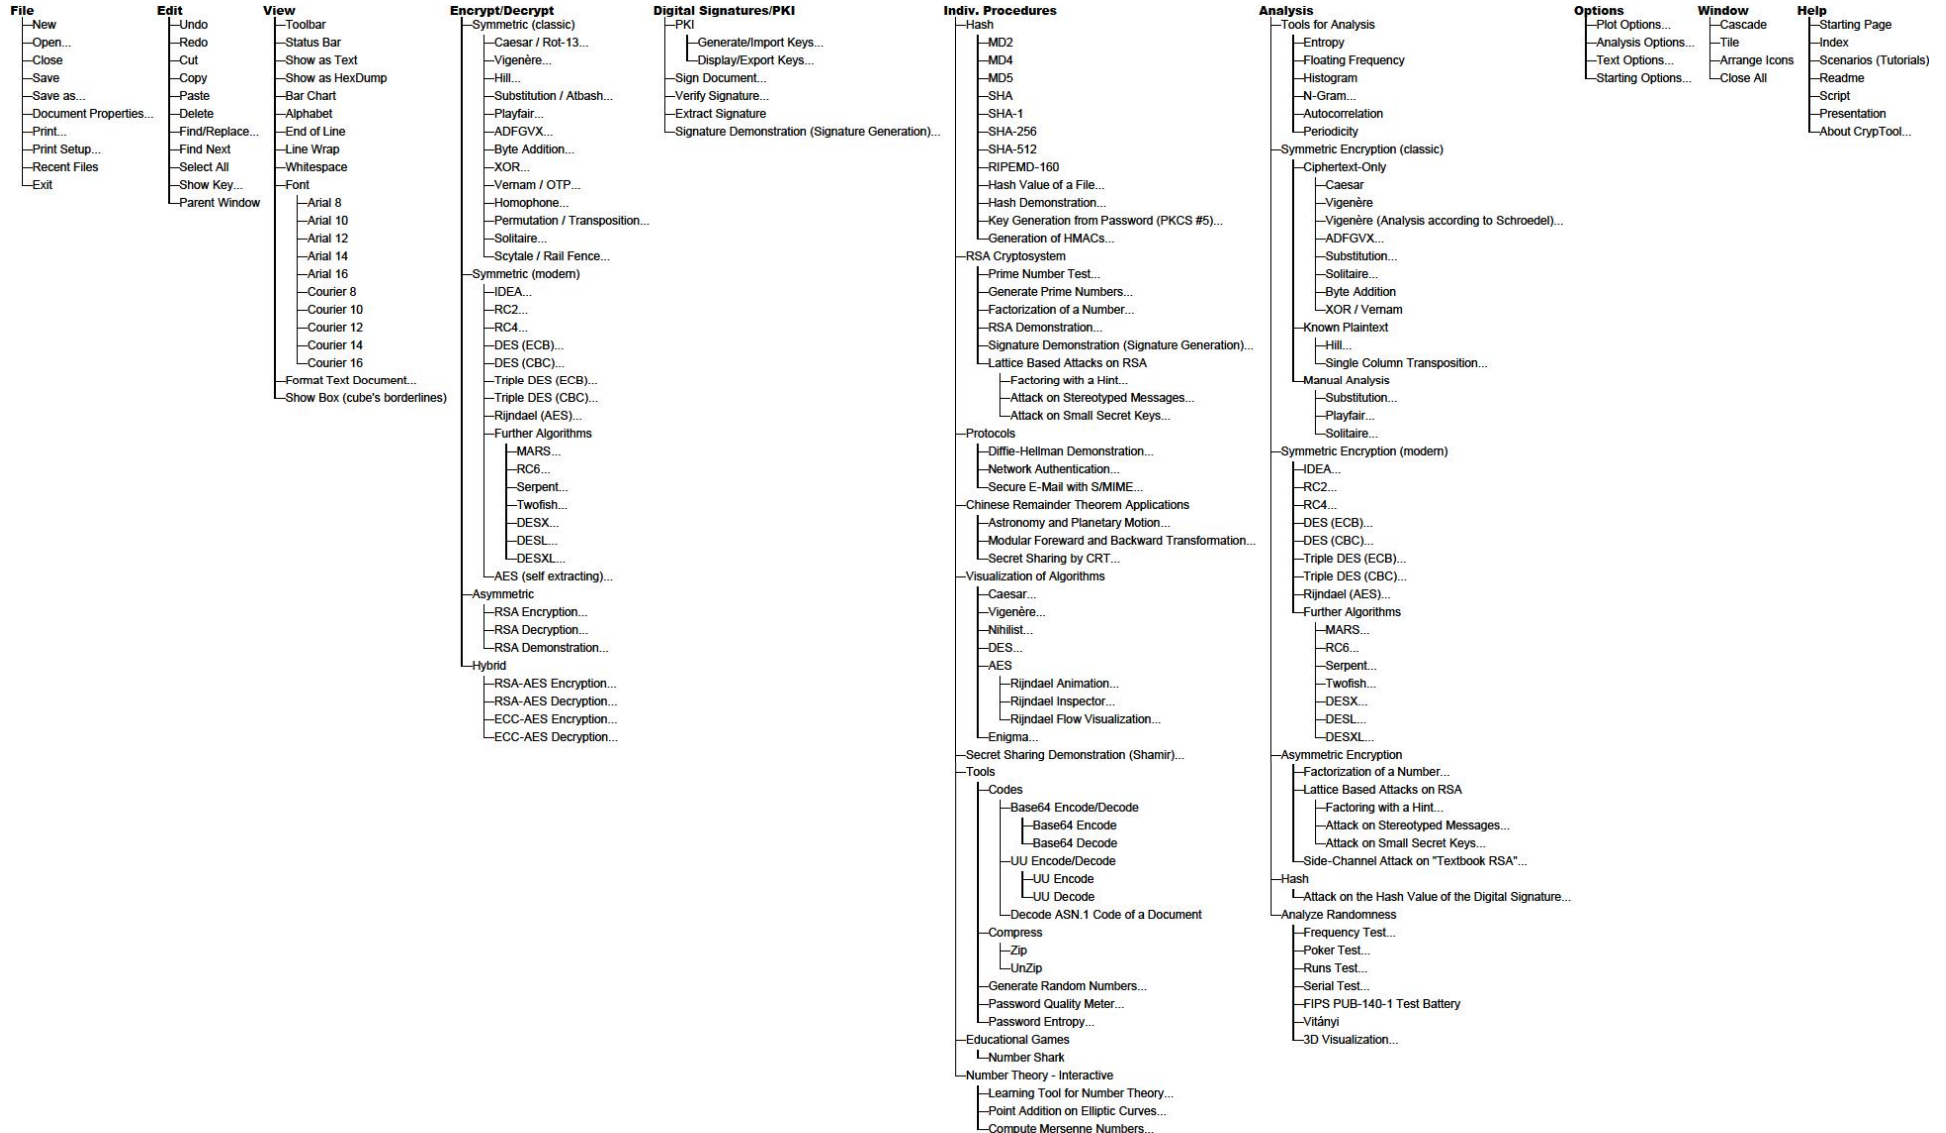 File
New
Open...
Close
Save
Save as...
Document Properties...
Print...
Print Setup...
Recent Files
Exit
Edit
Undo
Redo
Cut
Copy
Paste
Delete
Find/Replace...
Find Next
Select All
Show Key...
Parent Window
View
Toolbar
Status Bar
Show as Text
Show as HexDump
Bar Chart
Alphabet
End of Line
Line Wrap
Whitespace
Font
Arial 8
Arial 10
Arial 12
Arial 14
Arial 16
Courier 8
Courier 10
Courier 12
Courier 14
Courier 16
Format Text Document...
Show Box (cube's borderlines)
Encrypt/Decrypt
Symmetric (classic)
Caesar / Rot-13...
Vigenère...
Hill...
Substitution / Atbash...
Playfair...
ADFGVX...
Byte Addition...
XOR...
Vernam / OTP...
Homophone...
Permutation / Transposition...
Solitaire...
Scytale / Rail Fence...
Symmetric (modern)
IDEA...
RC2...
RC4...
DES (ECB)...
DES (CBC)...
Triple DES (ECB)...
Triple DES (CBC)...
Rijndael (AES)...
Further Algorithms
MARS...
RC6...
Serpent...
Twofish...
DESX...
DESL...
DESXL...
AES (self extracting)...
Asymmetric
RSA Encryption...
RSA Decryption...
RSA Demonstration...
Hybrid
RSA-AES Encryption...
RSA-AES Decryption...
ECC-AES Encryption...
ECC-AES Decryption...
Digital Signatures/PKI
PKI
Generate/Import Keys...
Display/Export Keys...
Sign Document...
Verify Signature...
Extract Signature
Signature Demonstration (Signature Generation)...
Indiv. Procedures
Hash
MD2
MD4
MD5
SHA
SHA-1
SHA-256
SHA-512
RIPEMD-160
Hash Value of a File...
Hash Demonstration...
Key Generation from Password (PKCS #5)...
Generation of HMACs...
RSA Cryptosystem
Prime Number Test...
Generate Prime Numbers...
Factorization of a Number...
RSA Demonstration...
Signature Demonstration (Signature Generation)...
Lattice Based Attacks on RSA
Factoring with a Hint...
Attack on Stereotyped Messages...
Attack on Small Secret Keys...
Protocols
Diffie-Hellman Demonstration...
Network Authentication...
Secure E-Mail with S/MIME...
Chinese Remainder Theorem Applications
Astronomy and Planetary Motion...
Modular Foreward and Backward Transformation...
Secret Sharing by CRT...
Visualization of Algorithms
Caesar...
Vigenère...
Nihilist...
DES...
AES
Rijndael Animation...
Rijndael Inspector...
Rijndael Flow Visualization...
Enigma...
Secret Sharing Demonstration (Shamir)...
Tools
Codes
Base64 Encode/Decode
Base64 Encode
Base64 Decode
UU Encode/Decode
UU Encode
UU Decode
Decode ASN.1 Code of a Document
Compress
Zip
UnZip
Generate Random Numbers...
Password Quality Meter...
Password Entropy...
Educational Games
Number Shark
Number Theory - Interactive
Learning Tool for Number Theory...
Point Addition on Elliptic Curves...
Compute Mersenne Numbers...
Analysis
Tools for Analysis
Entropy
Floating Frequency
Histogram
N-Gram...
Autocorrelation
Periodicity
Symmetric Encryption (classic)
Ciphertext-Only
Caesar
Vigenère
Vigenère (Analysis according to Schroedel)...
ADFGVX...
Substitution...
Solitaire...
Byte Addition
XOR / Vernam
Known Plaintext
Hill...
Single Column Transposition...
Manual Analysis
Substitution...
Playfair...
Solitaire...
Symmetric Encryption (modern)
IDEA...
RC2...
RC4...
DES (ECB)...
DES (CBC)...
Triple DES (ECB)...
Triple DES (CBC)...
Rijndael (AES)...
Further Algorithms
MARS...
RC6...
Serpent...
Twofish...
DESX...
DESL...
DESXL...
Asymmetric Encryption
Factorization of a Number...
Lattice Based Attacks on RSA
Factoring with a Hint...
Attack on Stereotyped Messages...
Attack on Small Secret Keys...
Side-Channel Attack on "Textbook RSA"...
Hash
Attack on the Hash Value of the Digital Signature...
Analyze Randomness
Frequency Test...
Poker Test...
Runs Test...
Serial Test...
FIPS PUB-140-1 Test Battery
Vitányi
3D Visualization...
Options
Plot Options...
Analysis Options...
Text Options...
Starting Options...
Window
Cascade
Tile
Arrange Icons
Close All
Help
Starting Page
Index
Scenarios (Tutorials)
Readme
Script
Presentation
About CrypTool...